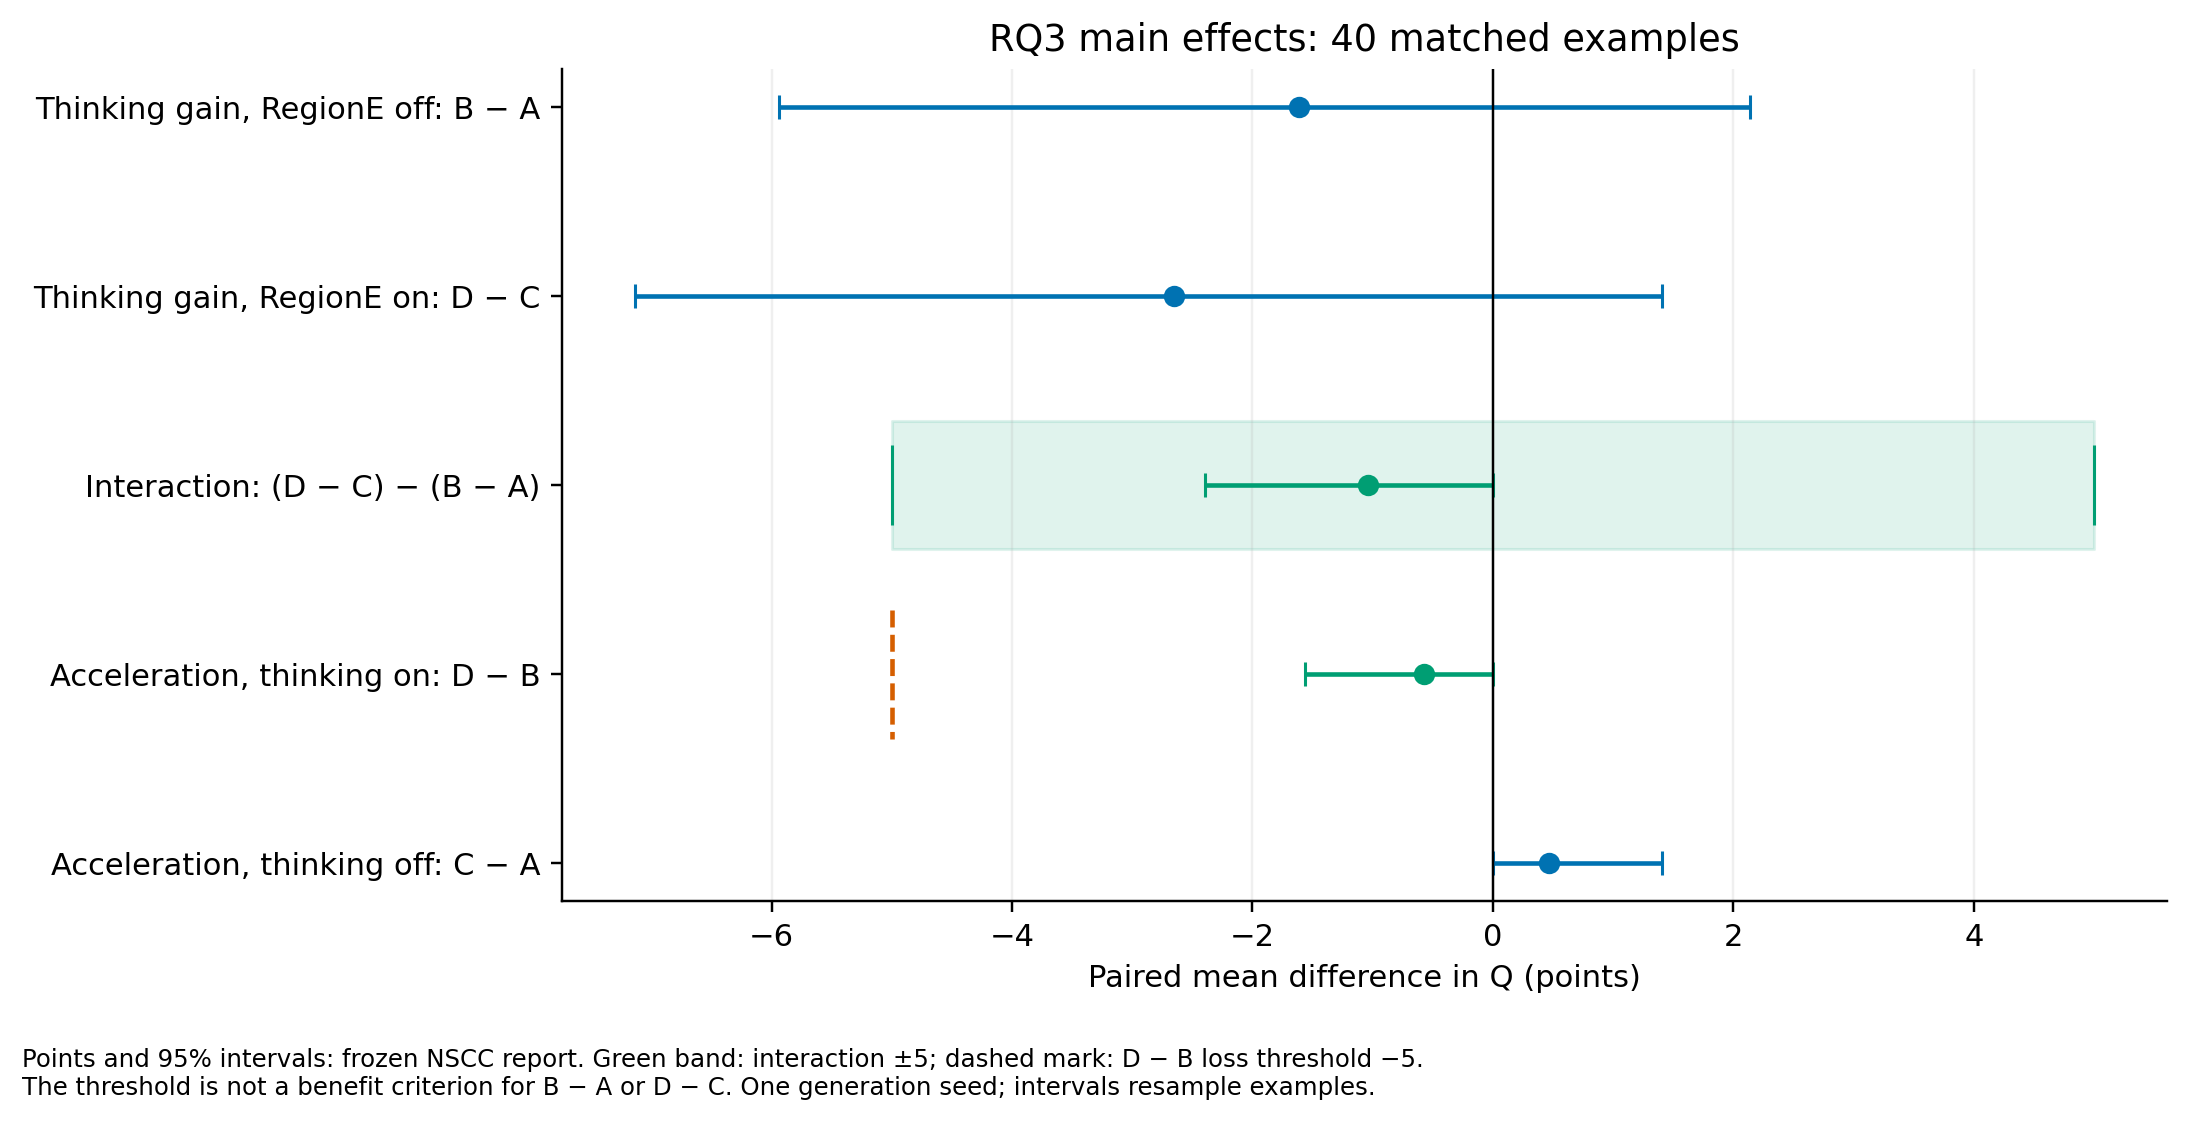 RQ3 main effects: 40 matched examples
Thinking gain, RegionE off: B − A
Thinking gain, RegionE on: D − C
Interaction: (D − C) − (B − A)
Acceleration, thinking on: D − B
Acceleration, thinking off: C − A
−6 −4 −2 0 2 4
Paired mean difference in Q (points)
Points and 95% intervals: frozen NSCC report. Green band: interaction ±5; dashed mark: D − B loss threshold −5.
The threshold is not a benefit criterion for B − A or D − C. One generation seed; intervals resample examples.